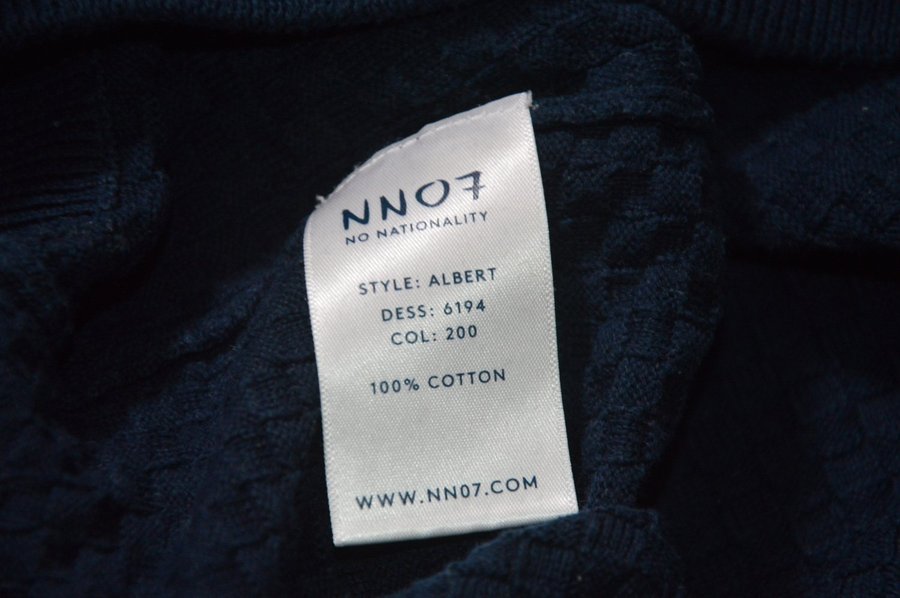 NN07
NO NATIONALITY
STYLE: ALBERT
DESS: 6194
COL: 200
100% COTTON
WWW.NN07.COM